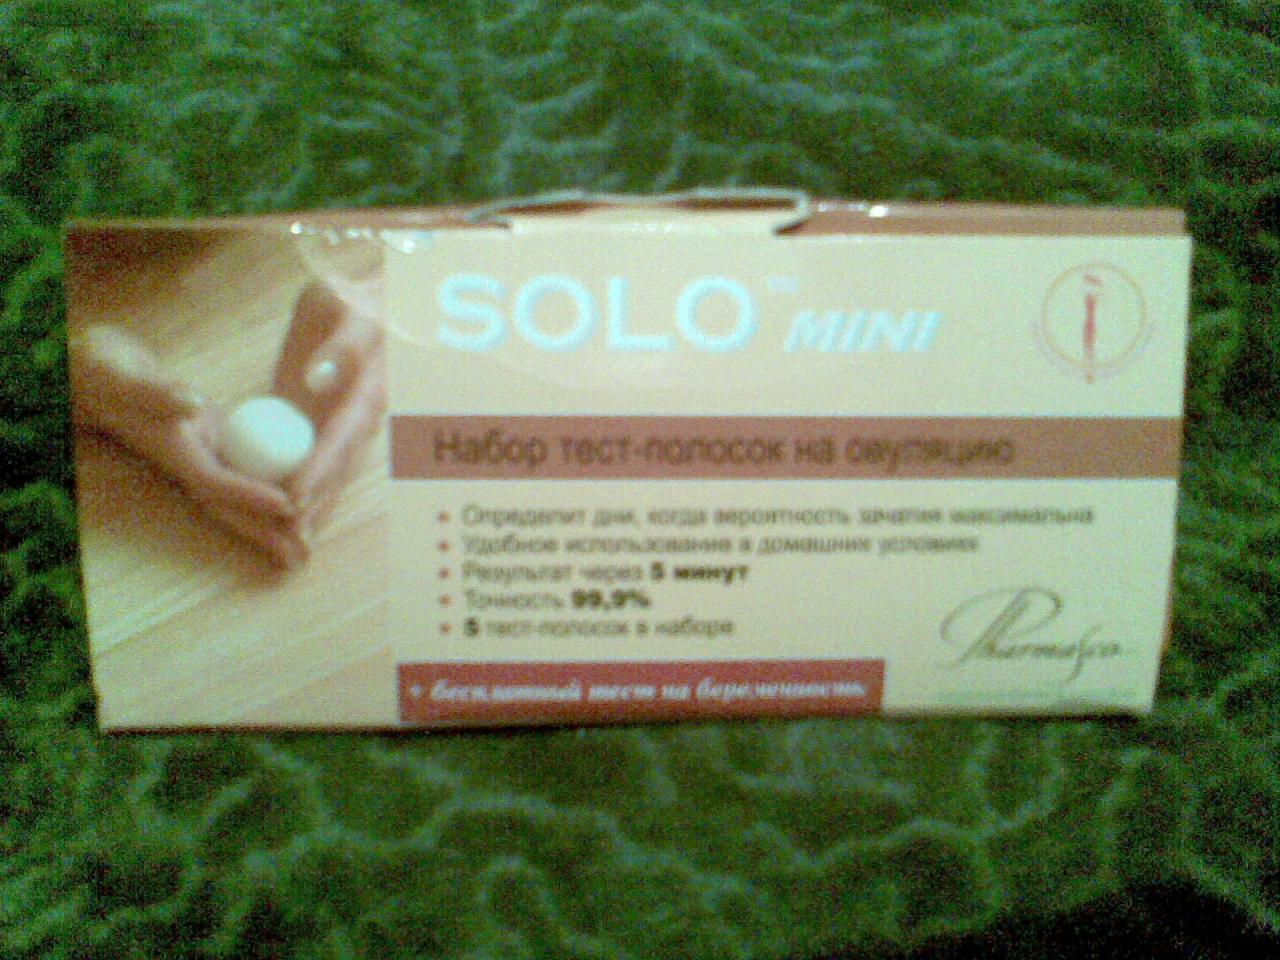 SOLO™ MINI
Набор тест-полосок на овуляцию
• Определит дни, когда вероятность зачатия максимальна
• Удобное использование в домашних условиях
• Результат через 5 минут
• Точность 99,9%
• 5 тест-полосок в наборе
+ бесплатный тест на беременность
Pharmasco